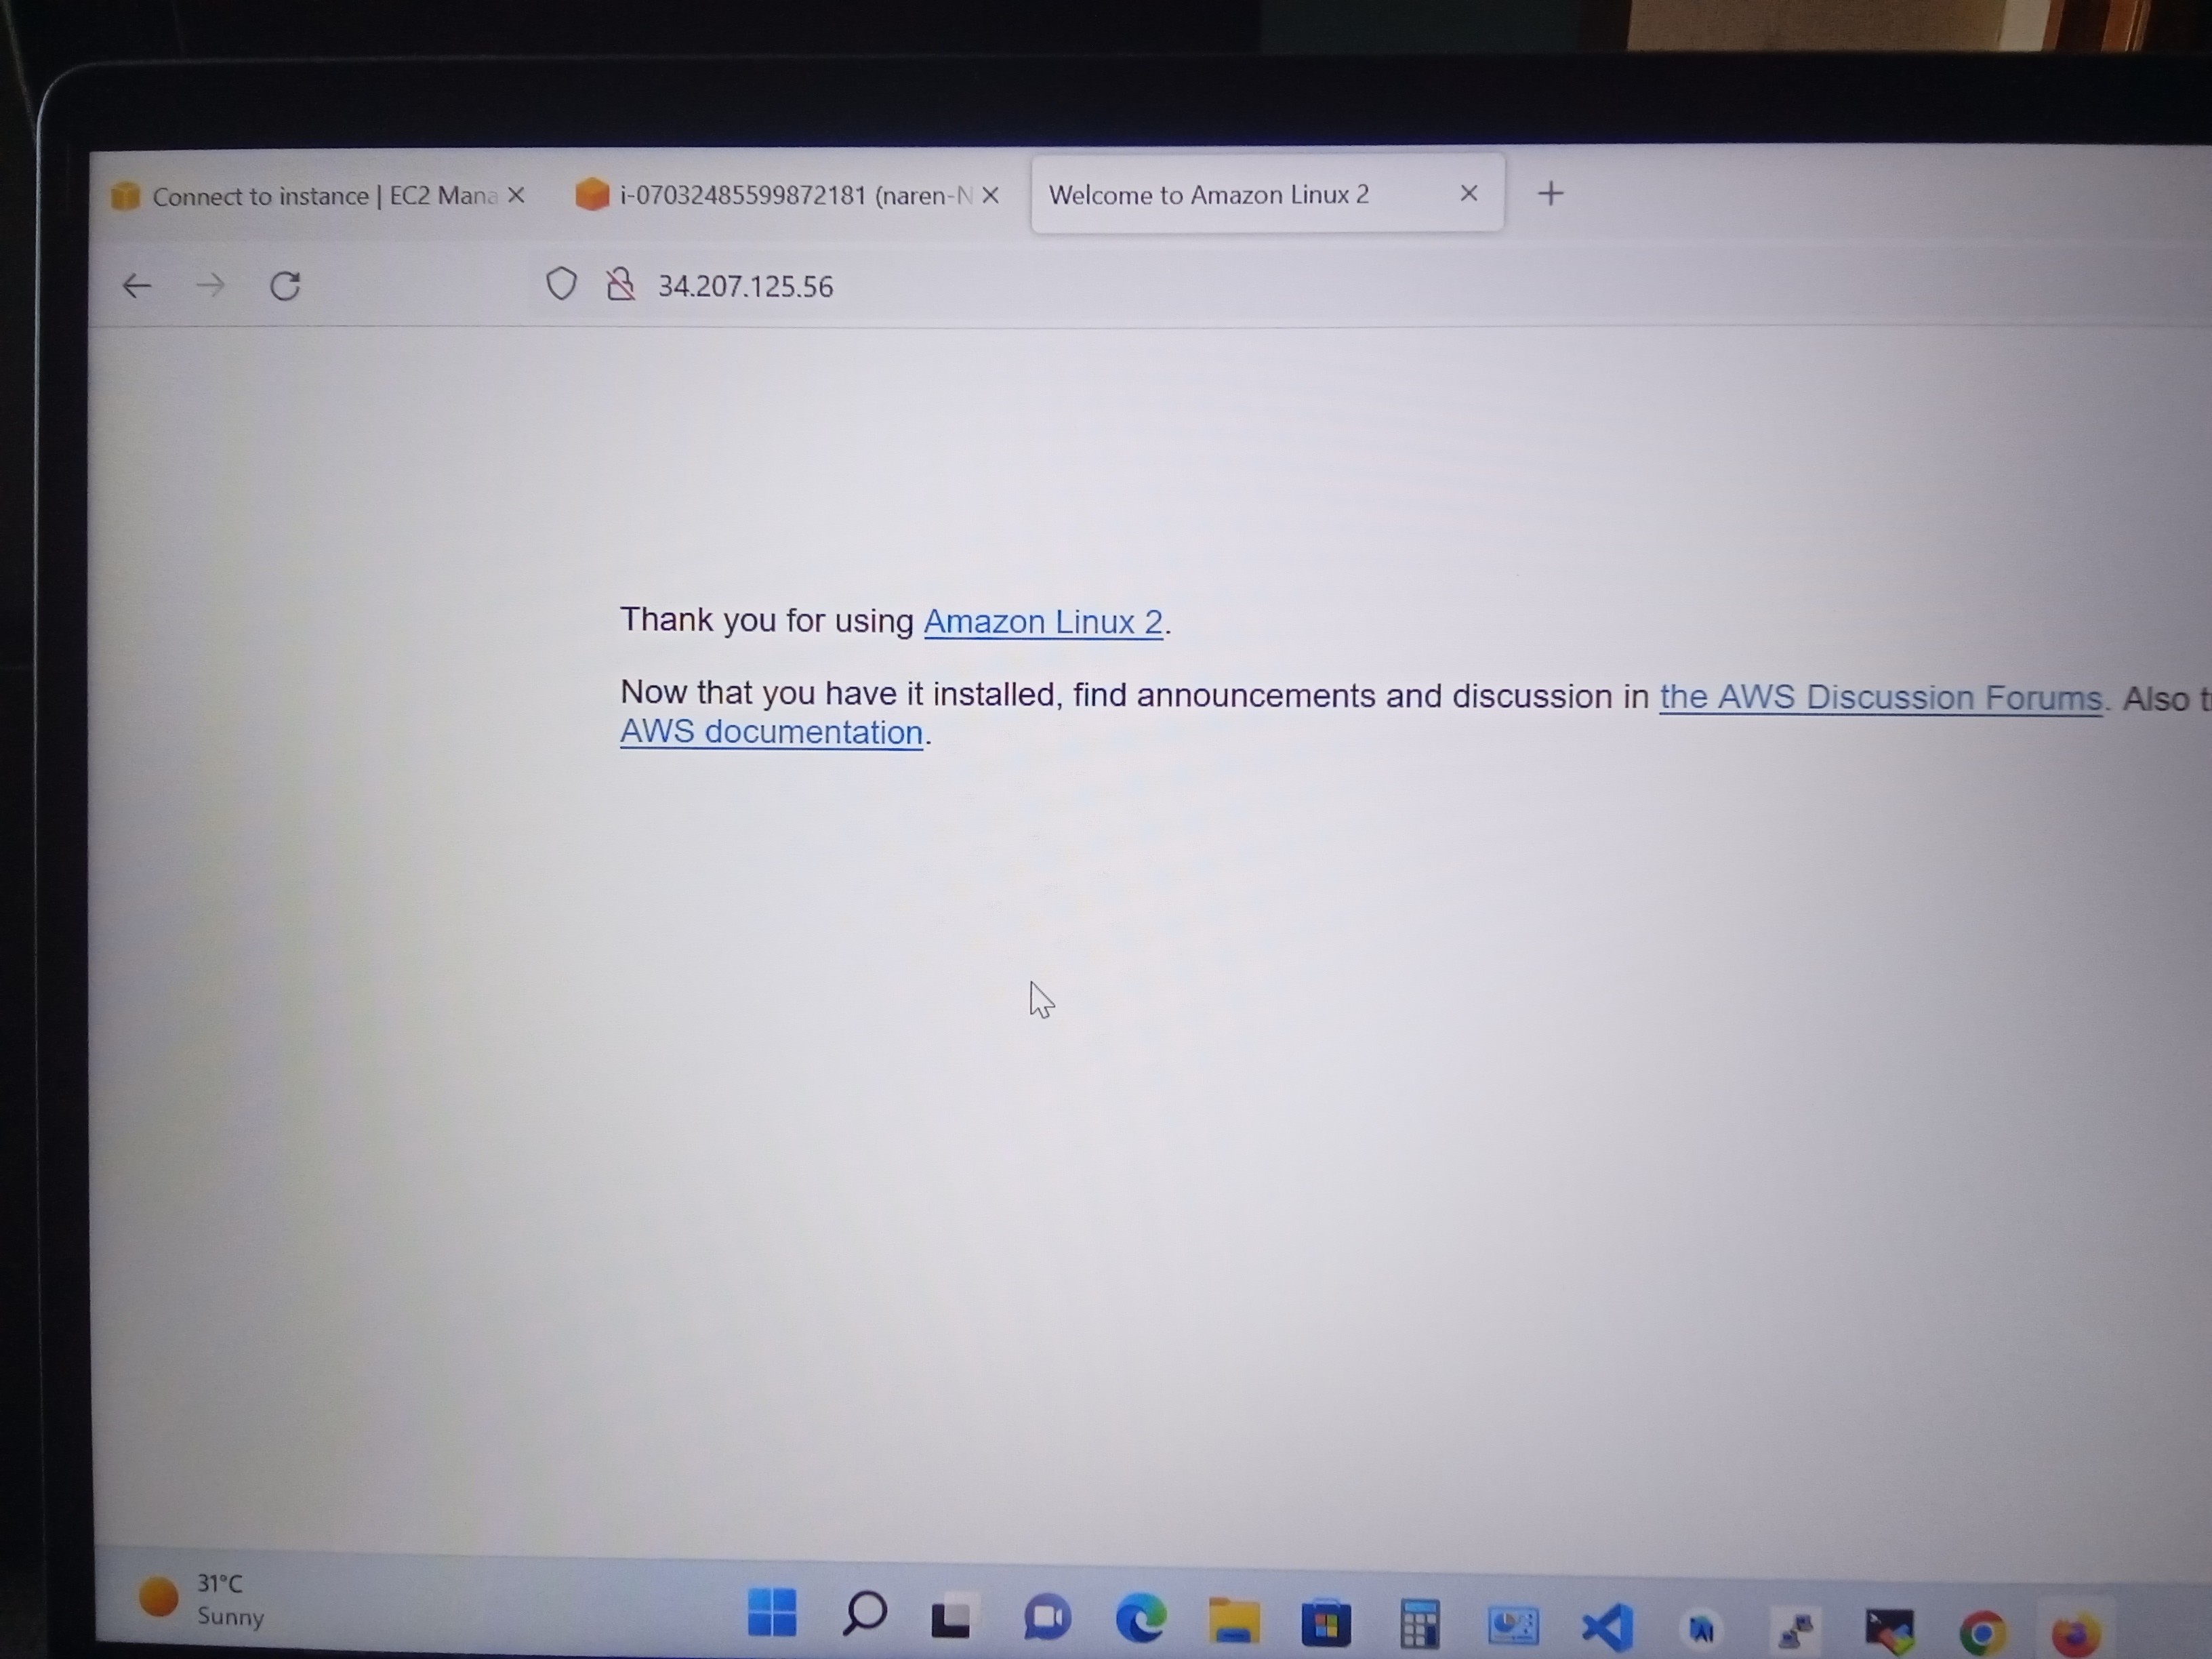 Connect to instance | EC2 Mana
i-07032485599872181 (naren-N
Welcome to Amazon Linux 2
34.207.125.56
Thank you for using Amazon Linux 2.
Now that you have it installed, find announcements and discussion in the AWS Discussion Forums. Also
AWS documentation.
31°C
Sunny